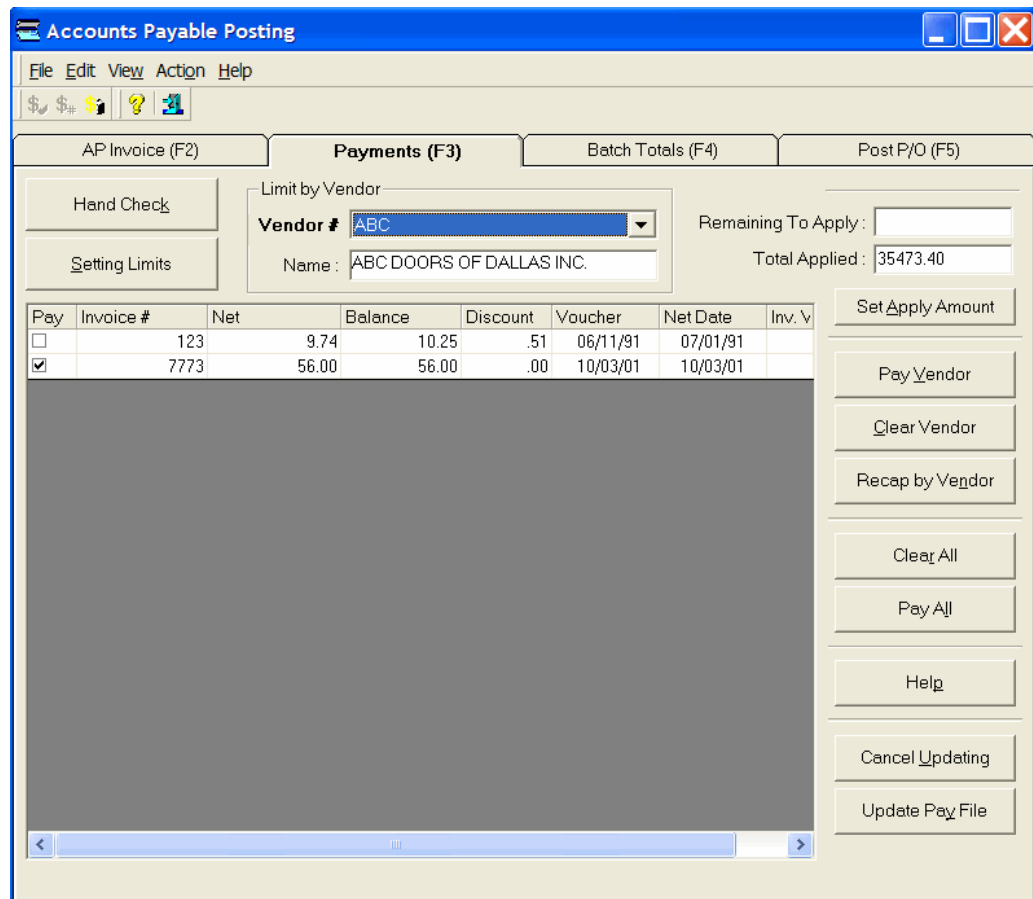 Accounts Payable Posting
File Edit View Action Help
AP Invoice (F2) Payments (F3) Batch Totals (F4) Post P/O (F5)
Hand Check
Setting Limits
Limit by Vendor
Vendor # ABC
Name : ABC DOORS OF DALLAS INC.
Remaining To Apply :
Total Applied : 35473.40
Set Apply Amount
Pay Invoice # Net Balance Discount Voucher Net Date Inv. V
123 9.74 10.25 .51 06/11/91 07/01/91
7773 56.00 56.00 .00 10/03/01 10/03/01
Pay Vendor
Clear Vendor
Recap by Vendor
Clear All
Pay All
Help
Cancel Updating
Update Pay File